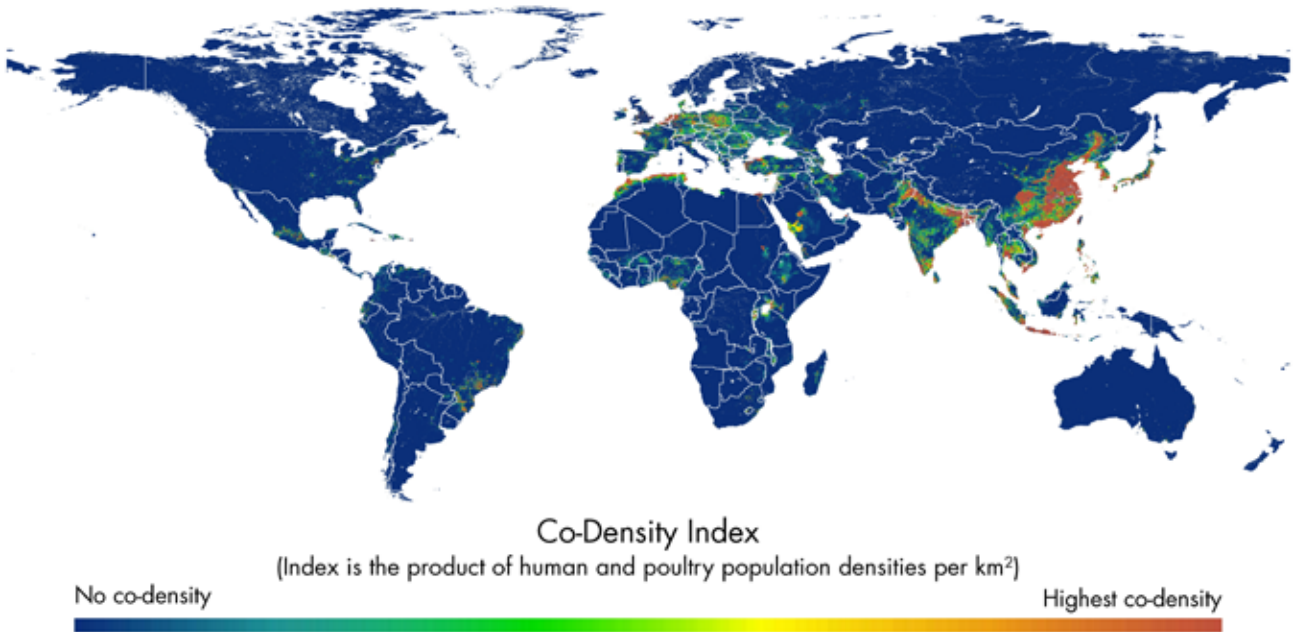 Co-Density Index
(Index is the product of human and poultry population densities per km²)
No co-density
Highest co-density